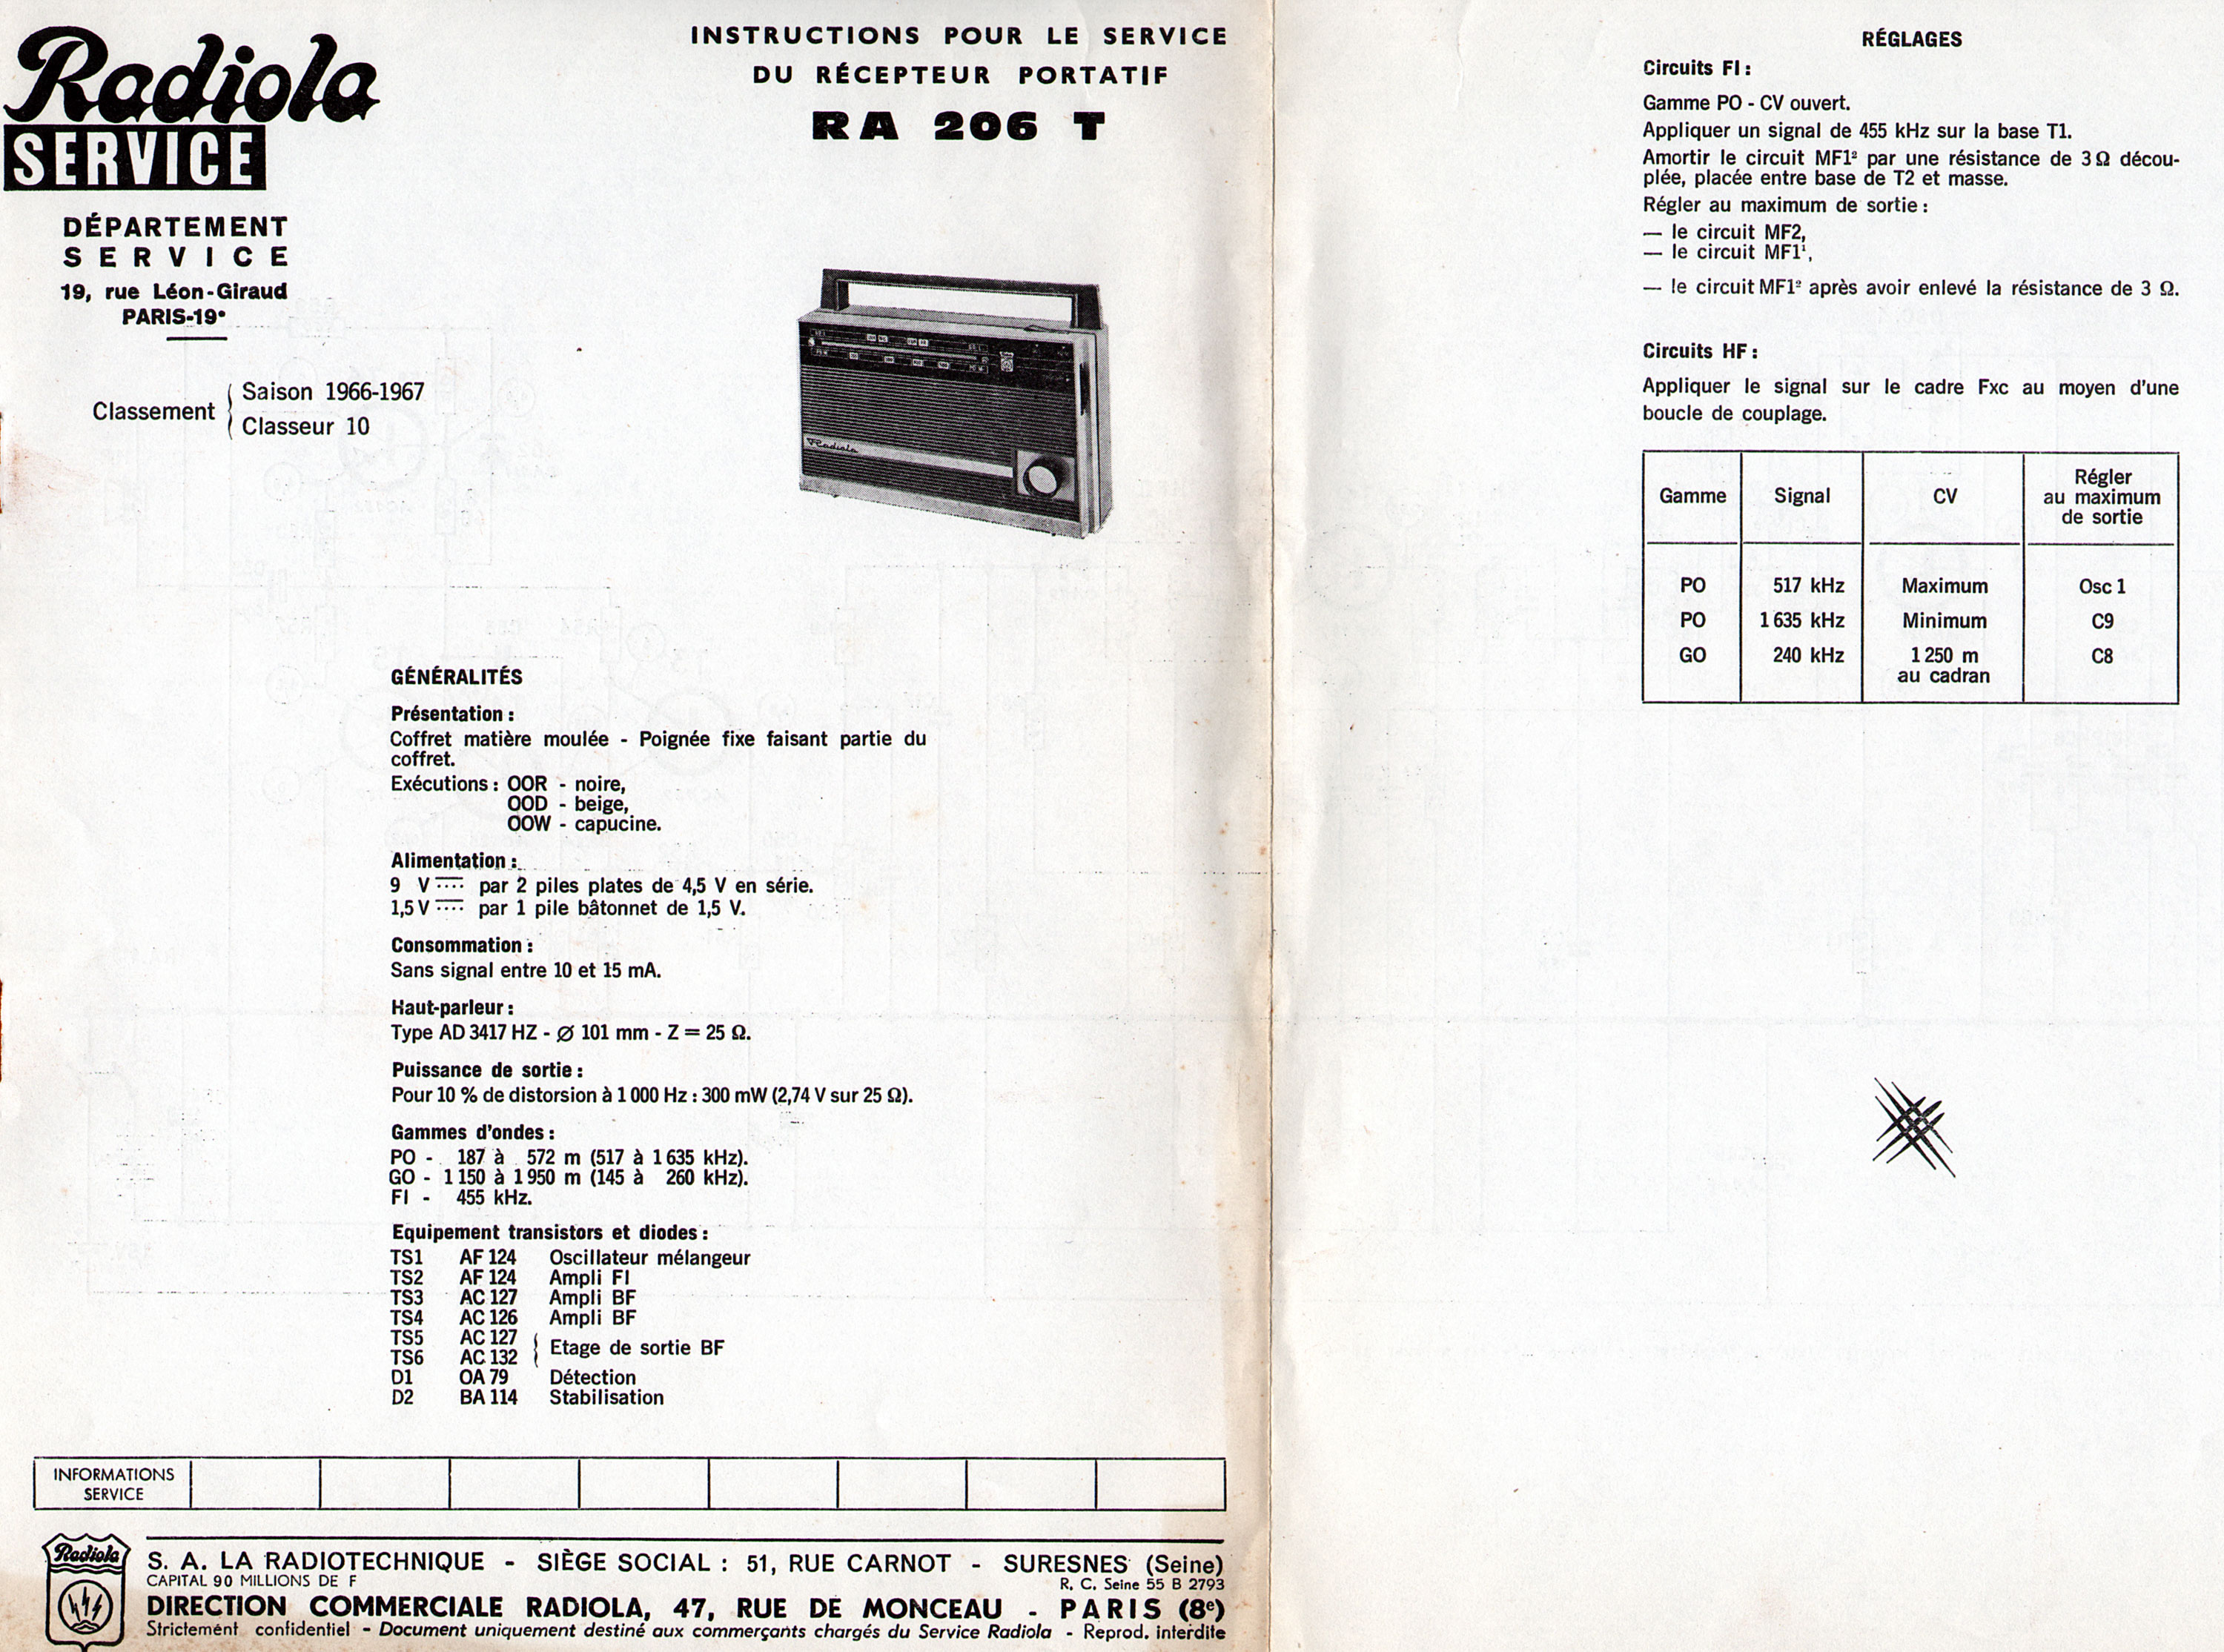 Radiola
SERVICE
DÉPARTEMENT
SERVICE
19, rue Léon-Giraud
PARIS-19e
Classement { Saison 1966-1967
Classeur 10
INSTRUCTIONS POUR LE SERVICE
DU RÉCEPTEUR PORTATIF
RA 206 T
Radiola
GÉNÉRALITÉS
Présentation :
Coffret matière moulée - Poignée fixe faisant partie du
coffret.
Exécutions : OOR - noire,
OOD - beige,
OOW - capucine.
Alimentation :
9 V par 2 piles plates de 4,5 V en série.
1,5 V par 1 pile bâtonnet de 1,5 V.
Consommation :
Sans signal entre 10 et 15 mA.
Haut-parleur :
Type AD 3417 HZ - Ø 101 mm - Z = 25 Ω.
Puissance de sortie :
Pour 10 % de distorsion à 1 000 Hz : 300 mW (2,74 V sur 25 Ω).
Gammes d'ondes :
PO - 187 à 572 m (517 à 1 635 kHz).
GO - 1 150 à 1 950 m (145 à 260 kHz).
FI - 455 kHz.
Equipement transistors et diodes :
TS1 AF 124 Oscillateur mélangeur
TS2 AF 124 Ampli FI
TS3 AC 127 Ampli BF
TS4 AC 126 Ampli BF
TS5 AC 127
TS6 AC 132 } Etage de sortie BF
D1 OA 79 Détection
D2 BA 114 Stabilisation
INFORMATIONS
SERVICE
Radiola
S. A. LA RADIOTECHNIQUE - SIÈGE SOCIAL : 51, RUE CARNOT - SURESNES (Seine)
CAPITAL 90 MILLIONS DE F R. C. Seine 55 B 2793
DIRECTION COMMERCIALE RADIOLA, 47, RUE DE MONCEAU - PARIS (8e)
Strictement confidentiel - Document uniquement destiné aux commerçants chargés du Service Radiola - Reprod. interdite
RÉGLAGES
Circuits FI :
Gamme PO - CV ouvert.
Appliquer un signal de 455 kHz sur la base T1.
Amortir le circuit MF1² par une résistance de 3 Ω décou-
plée, placée entre base de T2 et masse.
Régler au maximum de sortie :
— le circuit MF2,
— le circuit MF1¹,
— le circuit MF1² après avoir enlevé la résistance de 3 Ω.
Circuits HF :
Appliquer le signal sur le cadre Fxc au moyen d'une
boucle de couplage.
Gamme Signal CV Régler
au maximum
de sortie
PO 517 kHz Maximum Osc 1
PO 1 635 kHz Minimum C9
GO 240 kHz 1 250 m C8
au cadran